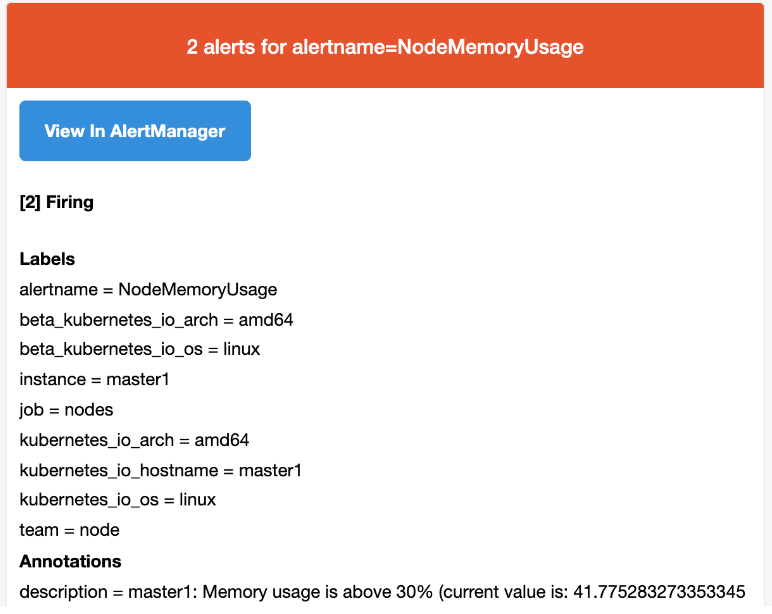 2 alerts for alertname=NodeMemoryUsage
View In AlertManager
[2] Firing
Labels
alertname = NodeMemoryUsage
beta_kubernetes_io_arch = amd64
beta_kubernetes_io_os = linux
instance = master1
job = nodes
kubernetes_io_arch = amd64
kubernetes_io_hostname = master1
kubernetes_io_os = linux
team = node
Annotations
description = master1: Memory usage is above 30% (current value is: 41.775283273353345